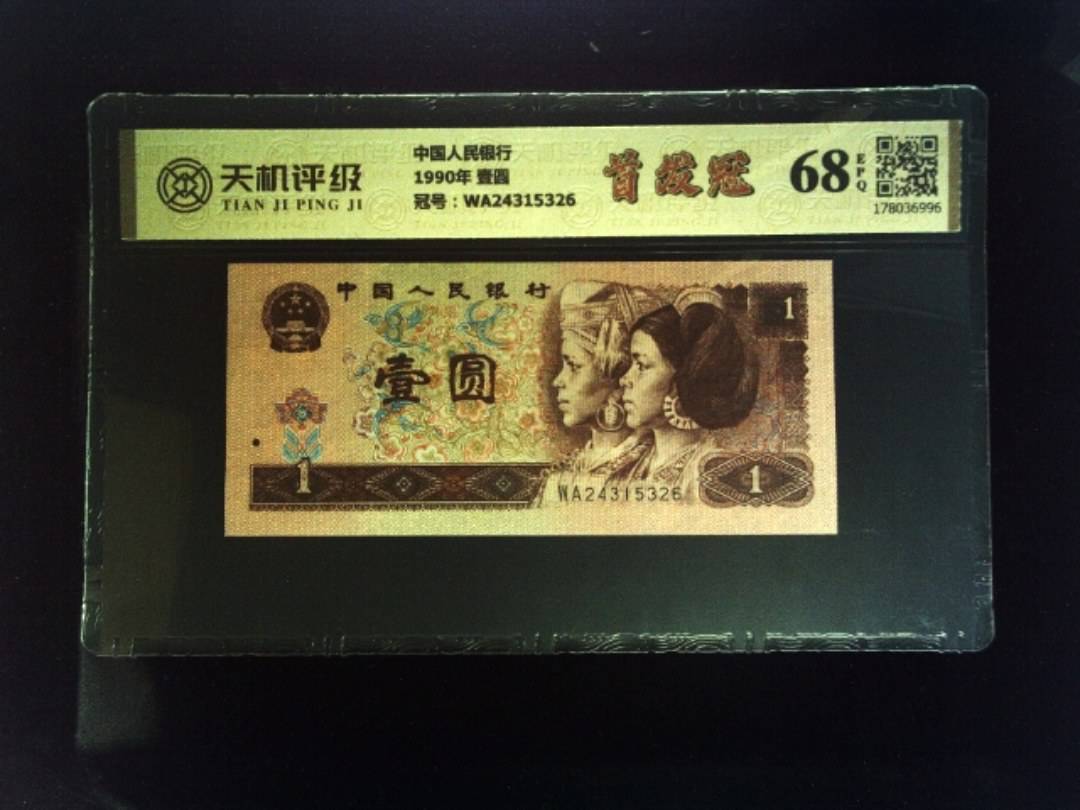 天机评级
TIAN JI PING JI
中国人民银行
1990年 壹圆
冠号：WA24315326
首发冠
68
EPQ
178036996
中国人民银行
1
壹圆
1
WA24315326
1